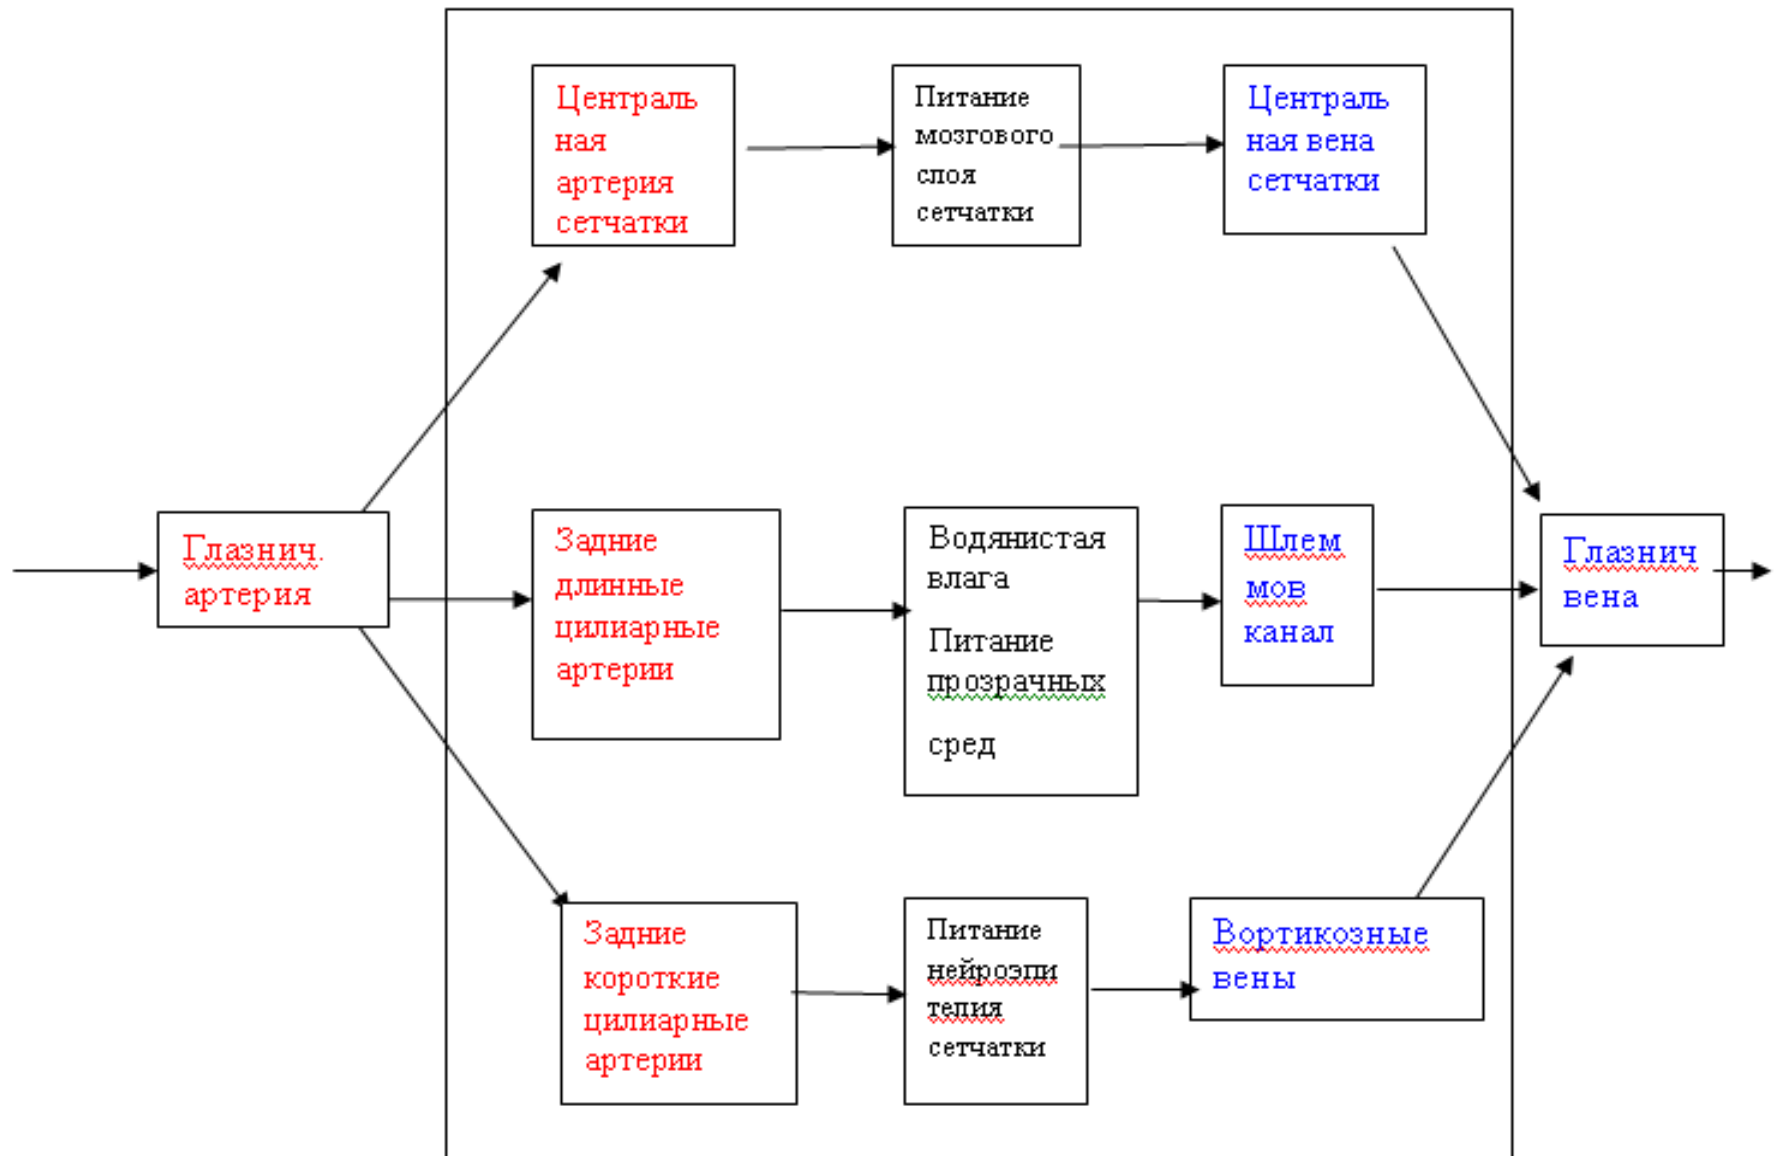 Централь
ная
артерия
сетчатки
Питание
мозгового
слоя
сетчатки
Централь
ная вена
сетчатки
Глазнич.
артерия
Задние
длинные
цилиарные
артерии
Водянистая
влага
Питание
прозрачных
сред
Шлем
мов
канал
Глазнич
вена
Задние
короткие
цилиарные
артерии
Питание
нейроэпи
телия
сетчатки
Вортикозные
вены